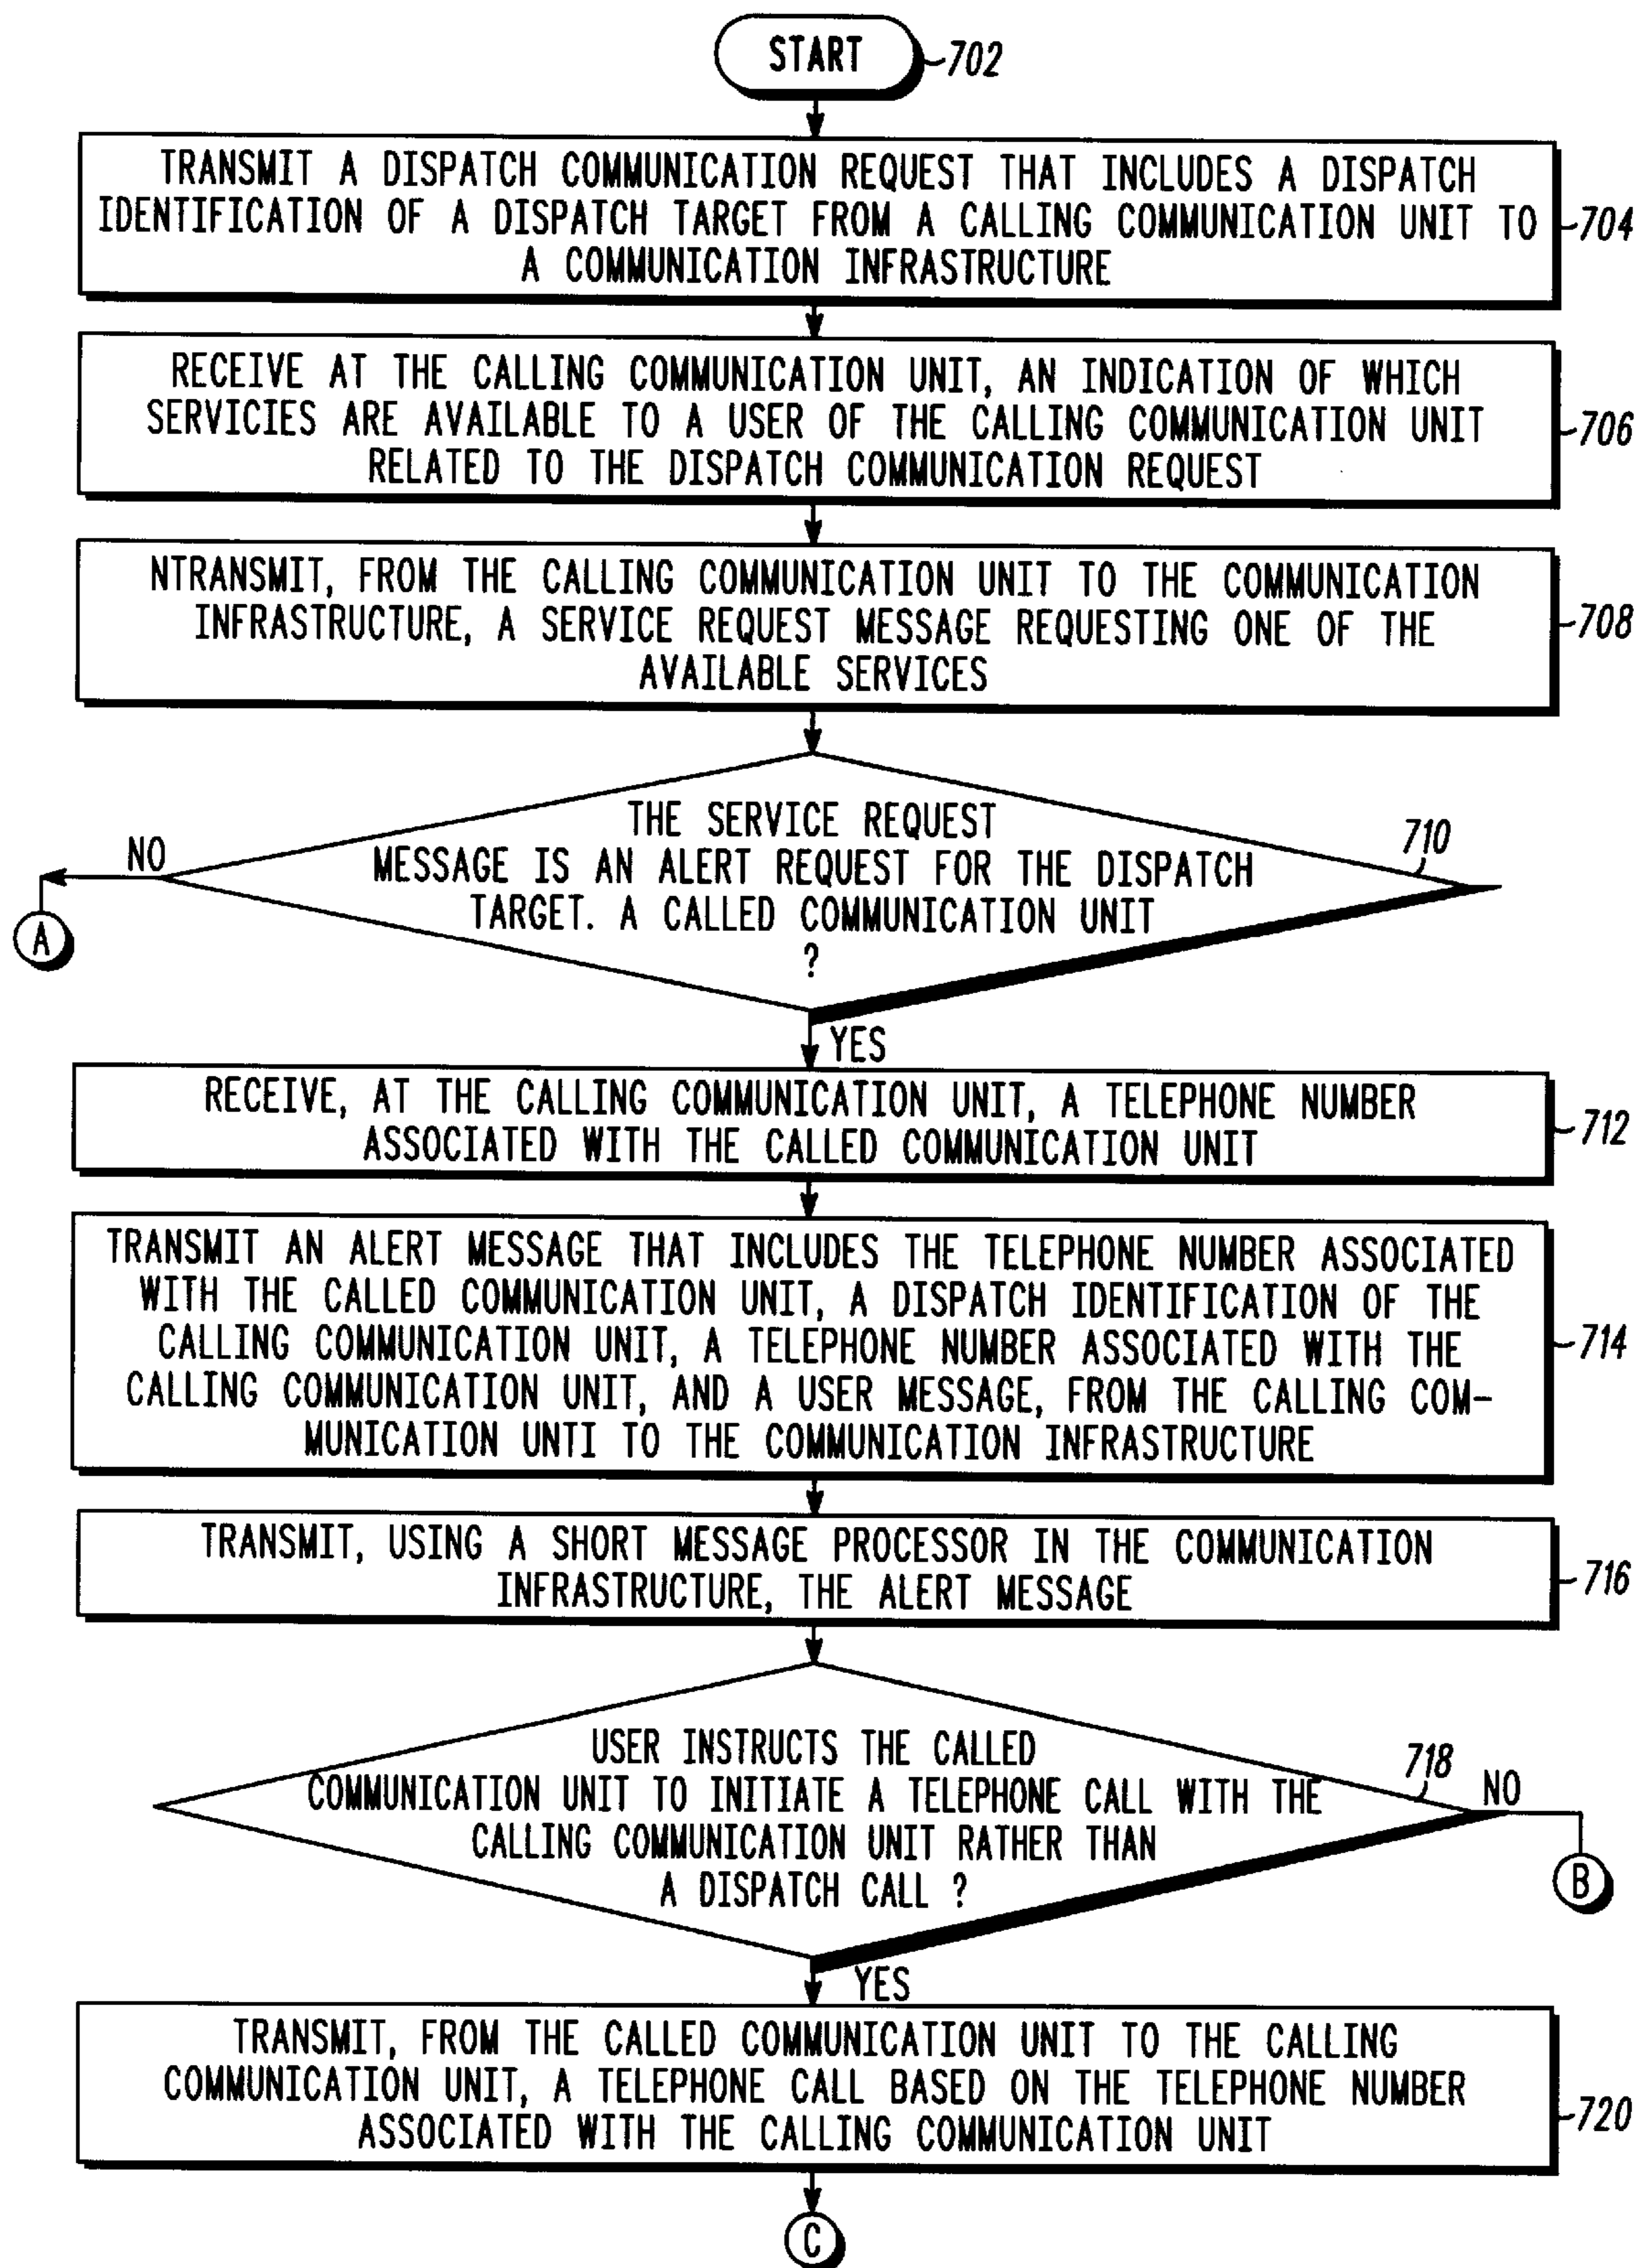 START
702
TRANSMIT A DISPATCH COMMUNICATION REQUEST THAT INCLUDES A DISPATCH
IDENTIFICATION OF A DISPATCH TARGET FROM A CALLING COMMUNICATION UNIT TO
A COMMUNICATION INFRASTRUCTURE
704
RECEIVE AT THE CALLING COMMUNICATION UNIT, AN INDICATION OF WHICH
SERVICIES ARE AVAILABLE TO A USER OF THE CALLING COMMUNICATION UNIT
RELATED TO THE DISPATCH COMMUNICATION REQUEST
706
NTRANSMIT, FROM THE CALLING COMMUNICATION UNIT TO THE COMMUNICATION
INFRASTRUCTURE, A SERVICE REQUEST MESSAGE REQUESTING ONE OF THE
AVAILABLE SERVICES
708
THE SERVICE REQUEST
MESSAGE IS AN ALERT REQUEST FOR THE DISPATCH
TARGET. A CALLED COMMUNICATION UNIT
?
710
NO
A
YES
RECEIVE, AT THE CALLING COMMUNICATION UNIT, A TELEPHONE NUMBER
ASSOCIATED WITH THE CALLED COMMUNICATION UNIT
712
TRANSMIT AN ALERT MESSAGE THAT INCLUDES THE TELEPHONE NUMBER ASSOCIATED
WITH THE CALLED COMMUNICATION UNIT, A DISPATCH IDENTIFICATION OF THE
CALLING COMMUNICATION UNIT, A TELEPHONE NUMBER ASSOCIATED WITH THE
CALLING COMMUNICATION UNIT, AND A USER MESSAGE, FROM THE CALLING COM-
MUNICATION UNTI TO THE COMMUNICATION INFRASTRUCTURE
714
TRANSMIT, USING A SHORT MESSAGE PROCESSOR IN THE COMMUNICATION
INFRASTRUCTURE, THE ALERT MESSAGE
716
USER INSTRUCTS THE CALLED
COMMUNICATION UNIT TO INITIATE A TELEPHONE CALL WITH THE
CALLING COMMUNICATION UNIT RATHER THAN
A DISPATCH CALL ?
718
NO
B
YES
TRANSMIT, FROM THE CALLED COMMUNICATION UNIT TO THE CALLING
COMMUNICATION UNIT, A TELEPHONE CALL BASED ON THE TELEPHONE NUMBER
ASSOCIATED WITH THE CALLING COMMUNICATION UNIT
720
C